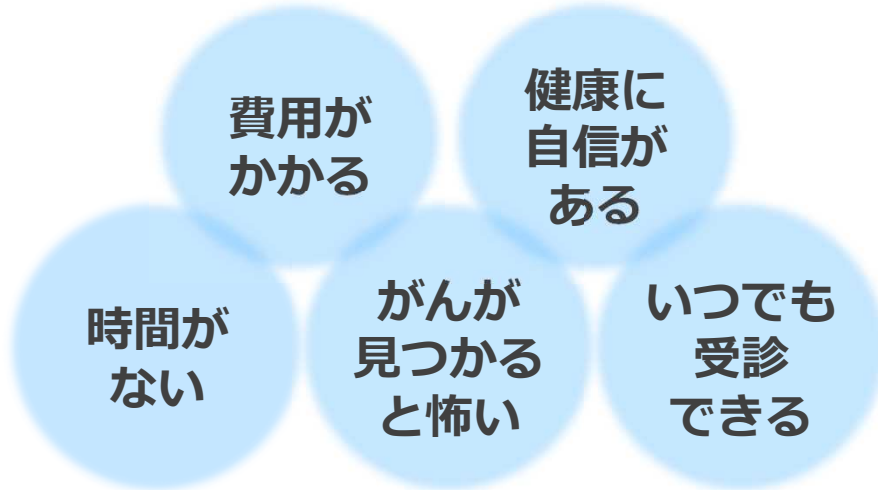 費用が
かかる
健康に
自信が
ある
時間が
ない
がんが
見つかる
と怖い
いつでも
受診
できる